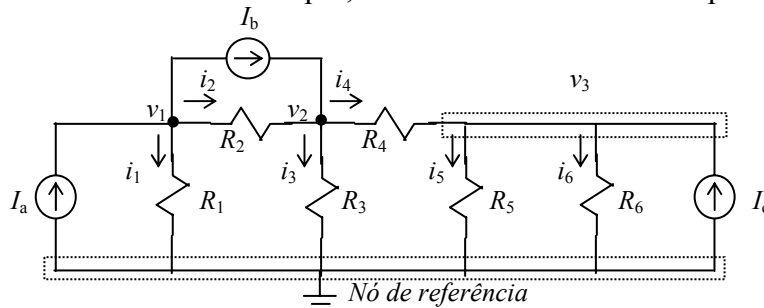 I_b
i_2 i_4 v_3
v_1 v_2
R_2 R_4
i_1 i_3 i_5 i_6
I_a R_1 R_3 R_5 R_6
Nó de referência